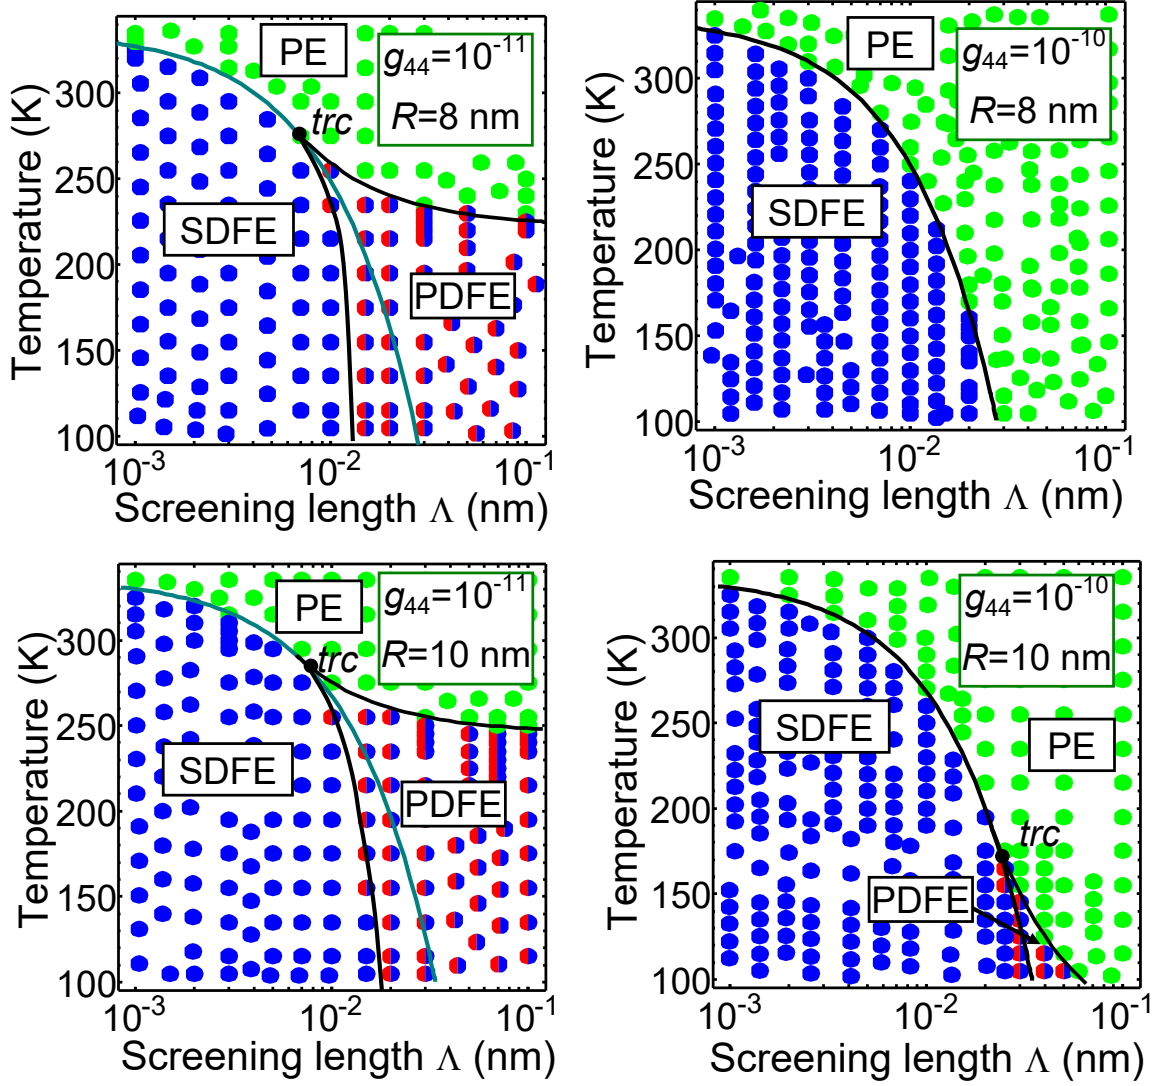 PE
g44=10-11
R=8 nm
trc
SDFE
PDFE
300
250
200
150
100
Temperature (K)
10-3
10-2
10-1
Screening length Λ (nm)
PE
g44=10-10
R=8 nm
SDFE
300
250
200
150
100
Temperature (K)
10-3
10-2
10-1
Screening length Λ (nm)
PE
g44=10-11
R=10 nm
trc
SDFE
PDFE
300
250
200
150
100
Temperature (K)
10-3
10-2
10-1
Screening length Λ (nm)
g44=10-10
R=10 nm
SDFE
PE
trc
PDFE
300
250
200
150
100
Temperature (K)
10-3
10-2
10-1
Screening length Λ (nm)